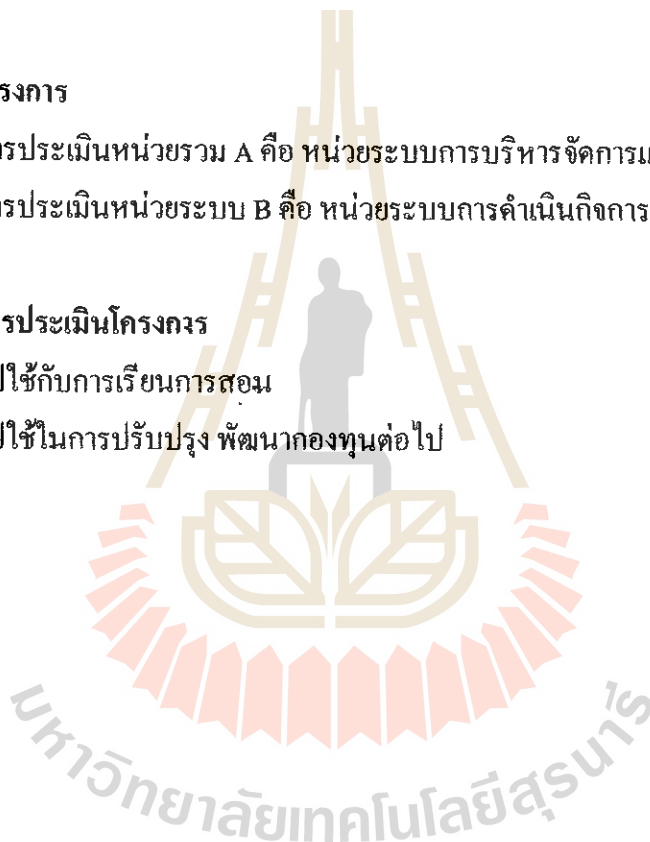 รงการ
ารประเมินหน่วยรวม A คือ หน่วยระบบการบริหารจัดการแ
ารประเมินหน่วยระบบ B คือ หน่วยระบบการดำเนินกิจการ
รประเมินโครงการ
ปใช้กับการเรียนการสอน
ปใช้ในการปรับปรุง พัฒนากองทุนต่อไป
มหาวิทยาลัยเทคโนโลยีสุรนารี